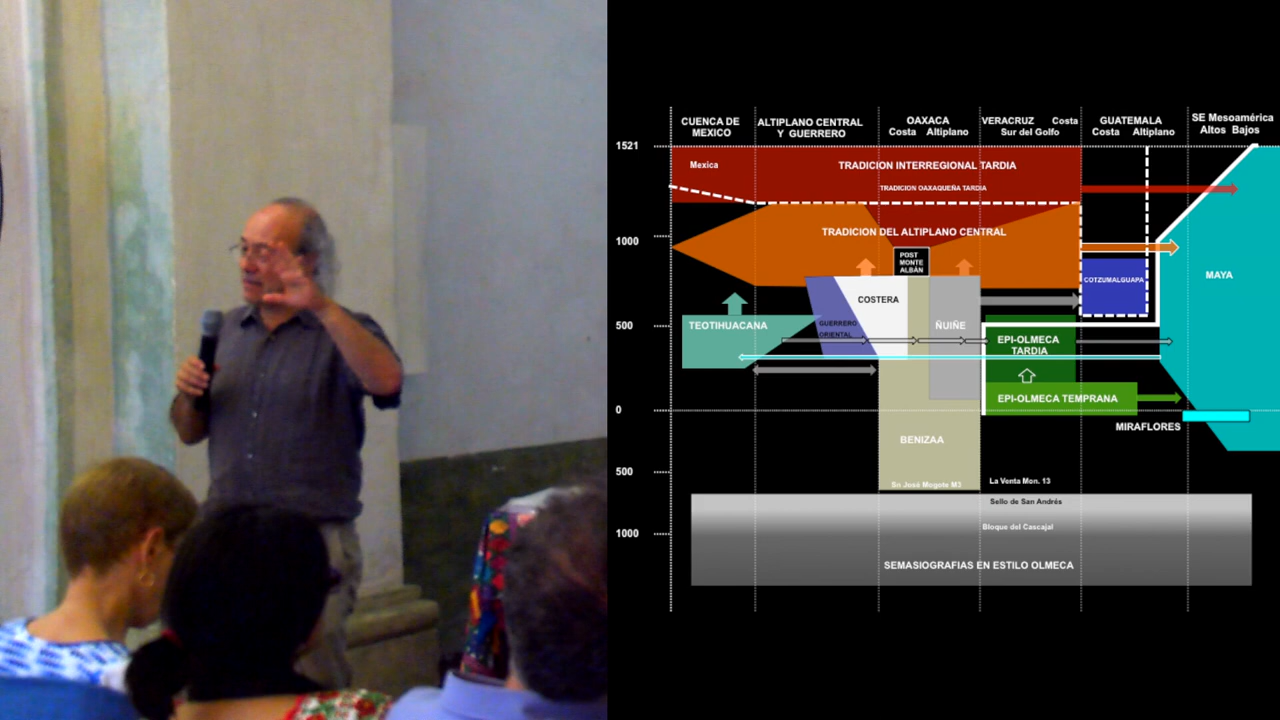 CUENCA DE
MEXICO
ALTIPLANO CENTRAL
Y GUERRERO
OAXACA
Costa Altiplano
VERACRUZ Costa
Sur del Golfo
GUATEMALA
Costa Altiplano
SE Mesoamérica
Altos Bajos
1521
Mexica
TRADICION INTERREGIONAL TARDIA
TRADICION OAXAQUEÑA TARDIA
TRADICION DEL ALTIPLANO CENTRAL
1000
POST
MONTE
ALBÁN
MAYA
COTZUMALGUAPA
COSTERA
500
TEOTIHUACANA
GUERRERO
ORIENTAL
ÑUIÑE
EPI-OLMECA
TARDIA
EPI-OLMECA TEMPRANA
0
MIRAFLORES
BENIZAA
500
Sn José Mogote M3
La Venta Mon. 13
Sello de San Andrés
Bloque del Cascajal
1000
SEMASIOGRAFIAS EN ESTILO OLMECA